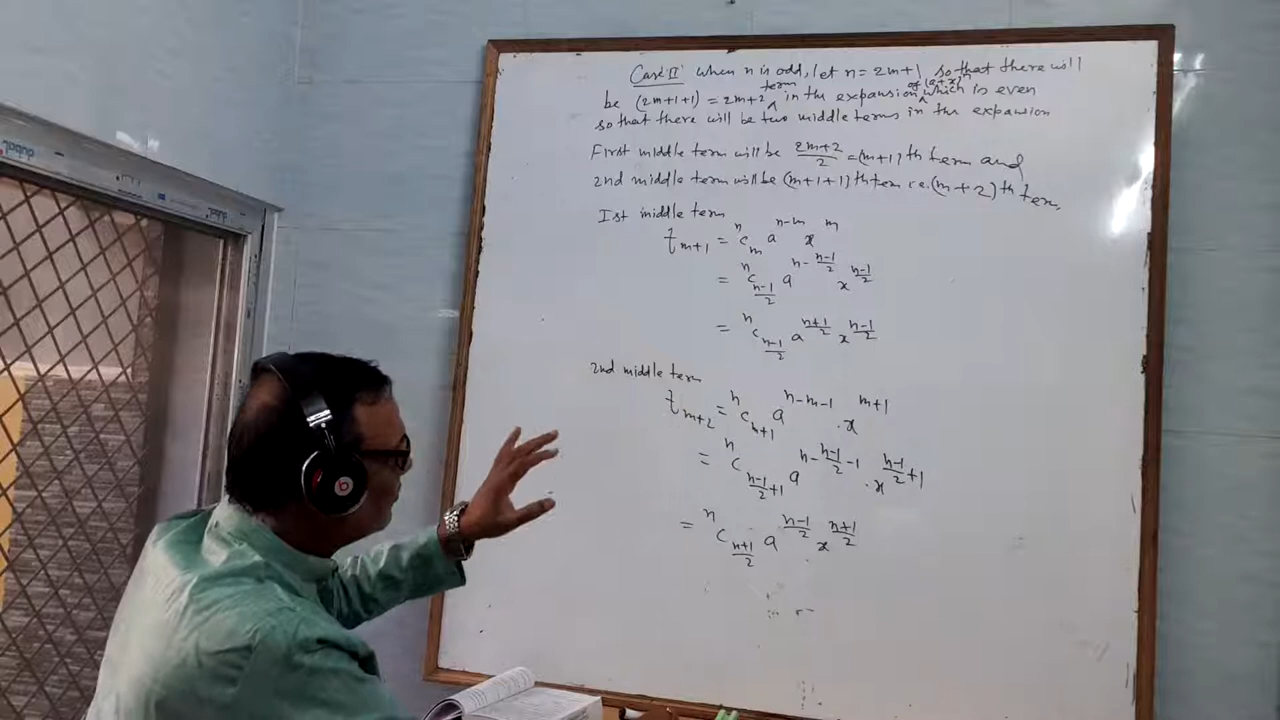 Case II when n is odd, let n = 2m+1 so that there will
be (2m+1+1) = 2m+2 term in the expansion of (a+x)ⁿ which is even
so that there will be two middle terms in the expansion
First middle term will be (2m+2)/2 = (m+1) th term and
2nd middle term will be (m+1+1) th term i.e. (m+2) th term,
Ist middle term
t_{m+1} = ^nC_m a^{n-m} x^m
= ^nC_{(n-1)/2} a^{n-(n-1)/2} x^{(n-1)/2}
= ^nC_{(n-1)/2} a^{(n+1)/2} x^{(n-1)/2}
2nd middle term
t_{m+2} = ^nC_{m+1} a^{n-m-1} . x^{m+1}
= ^nC_{(n-1)/2+1} a^{n-(n-1)/2-1} . x^{(n-1)/2+1}
= ^nC_{(n+1)/2} a^{(n-1)/2} x^{(n+1)/2}
dubal
b